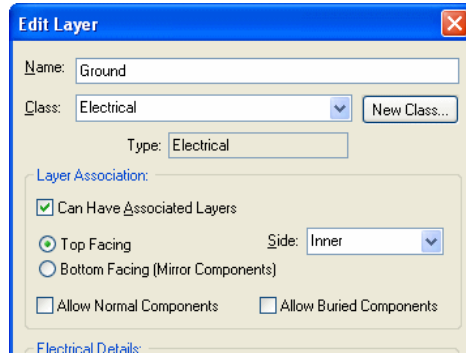 Edit Layer
Name: Ground
Class: Electrical New Class...
Type: Electrical
Layer Association:
Can Have Associated Layers
Top Facing Side: Inner
Bottom Facing (Mirror Components)
Allow Normal Components Allow Buried Components
Electrical Details: